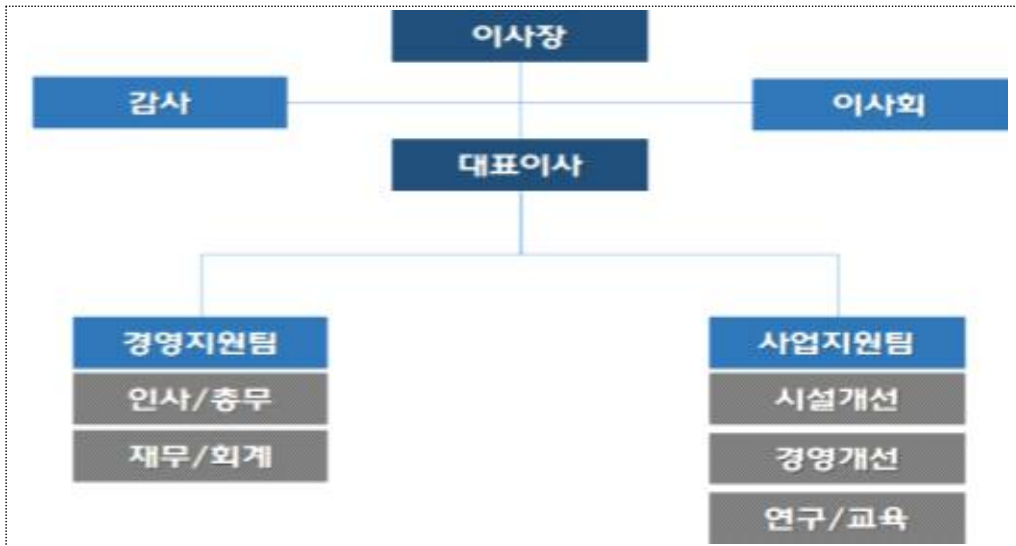 이사장
감사
이사회
대표이사
경영지원팀
사업지원팀
인사/총무
시설개선
재무/회계
경영개선
연구/교육